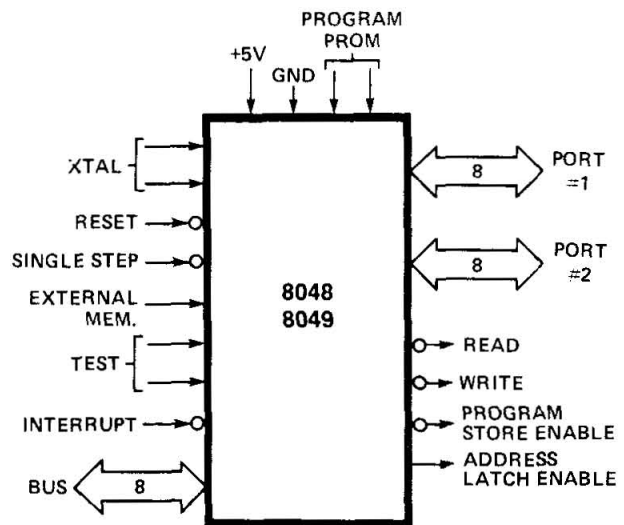 PROGRAM
PROM
+5V
GND
XTAL
8
PORT
#1
RESET
SINGLE STEP
8
PORT
#2
EXTERNAL
MEM.
8048
8049
TEST
READ
WRITE
INTERRUPT
PROGRAM
STORE ENABLE
BUS
8
ADDRESS
LATCH ENABLE